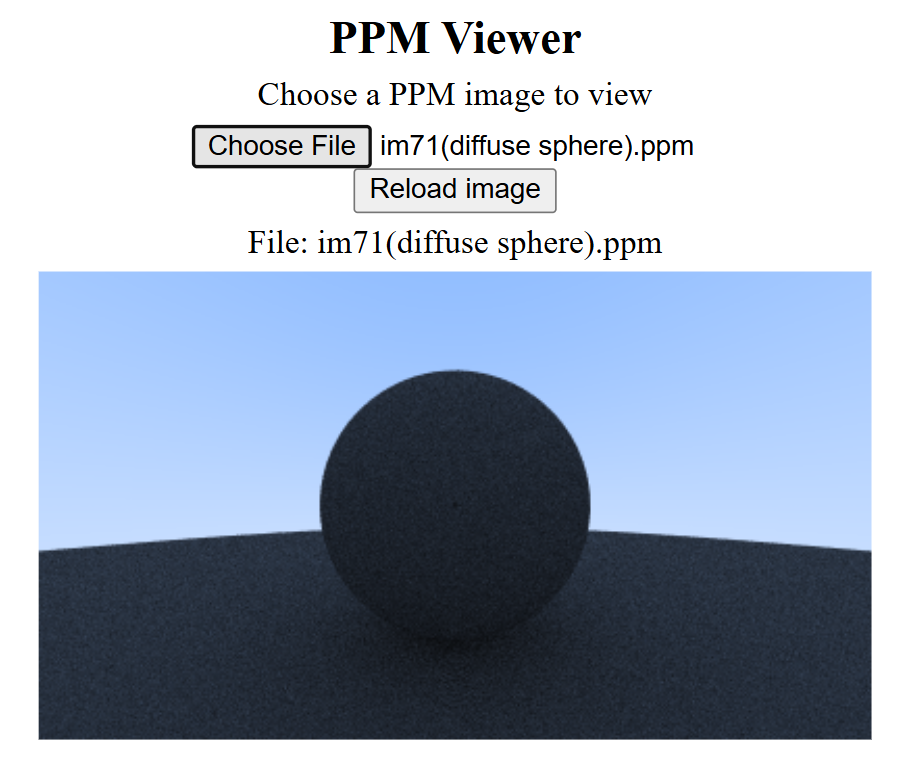 PPM Viewer
Choose a PPM image to view
Choose File im71(diffuse sphere).ppm
Reload image
File: im71(diffuse sphere).ppm